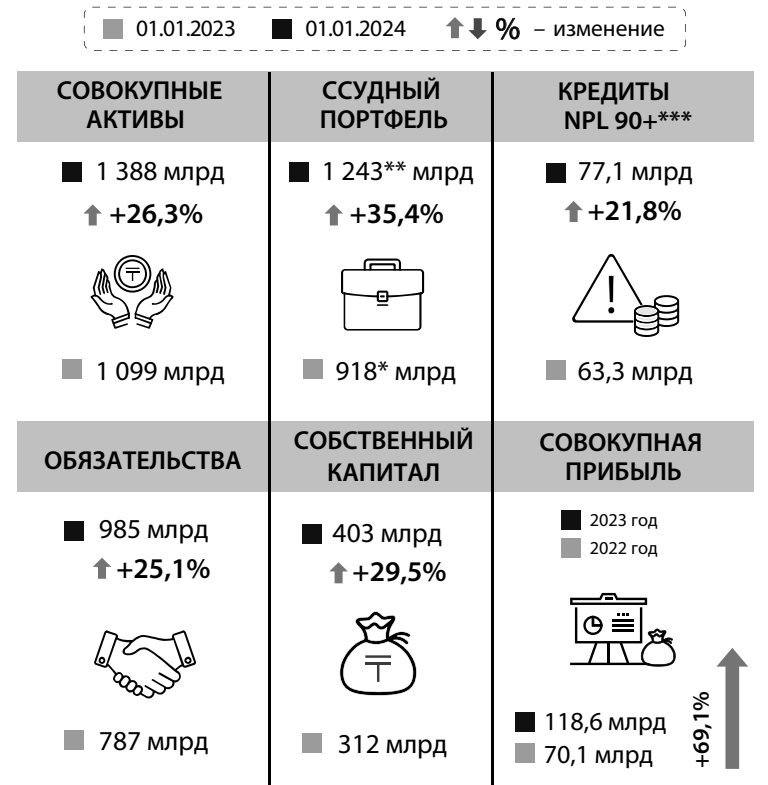 01.01.2023 01.01.2024 % – изменение
СОВОКУПНЫЕ
АКТИВЫ
1 388 млрд
+26,3%
₸
1 099 млрд
ССУДНЫЙ
ПОРТФЕЛЬ
1 243** млрд
+35,4%
918* млрд
КРЕДИТЫ
NPL 90+***
77,1 млрд
+21,8%
!
63,3 млрд
ОБЯЗАТЕЛЬСТВА
985 млрд
+25,1%
787 млрд
СОБСТВЕННЫЙ
КАПИТАЛ
403 млрд
+29,5%
₸
312 млрд
СОВОКУПНАЯ
ПРИБЫЛЬ
2023 год
2022 год
118,6 млрд
70,1 млрд
+69,1%